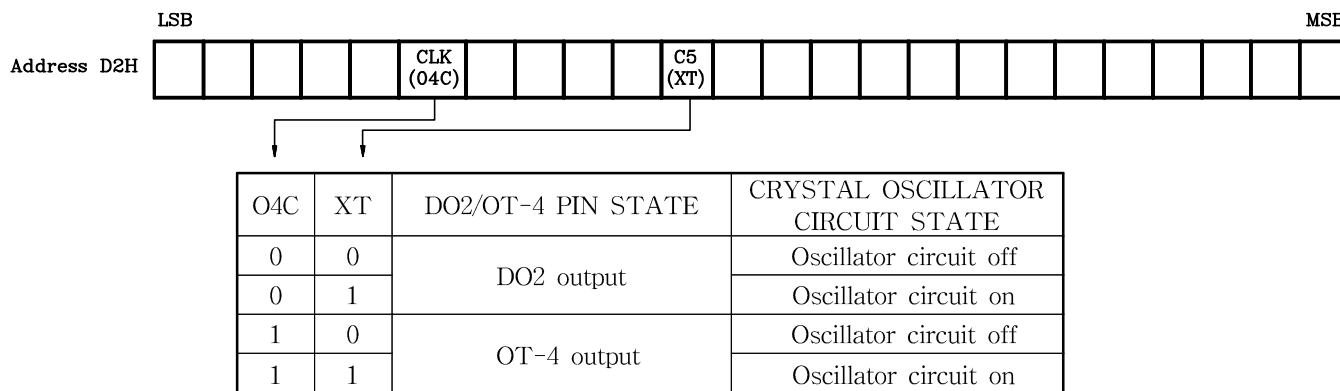 LSB MSB
Address D2H CLK (04C) C5 (XT)
O4C XT DO2/OT-4 PIN STATE CRYSTAL OSCILLATOR CIRCUIT STATE
0 0 DO2 output Oscillator circuit off
0 1 Oscillator circuit on
1 0 OT-4 output Oscillator circuit off
1 1 Oscillator circuit on